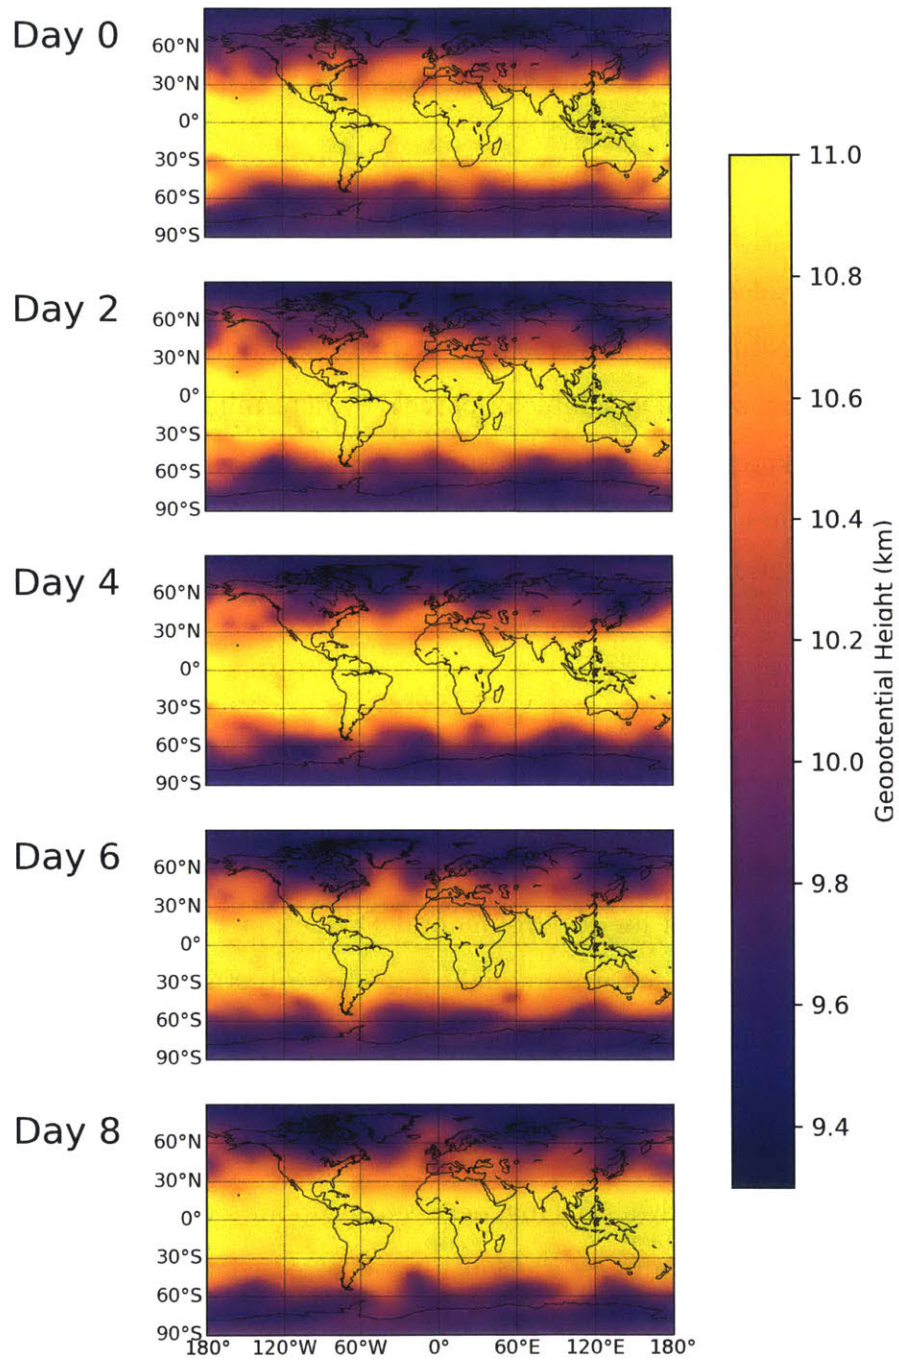 Day 0
60°N
30°N
0°
30°S
60°S
90°S
Day 2
60°N
30°N
0°
30°S
60°S
90°S
Day 4
60°N
30°N
0°
30°S
60°S
90°S
Day 6
60°N
30°N
0°
30°S
60°S
90°S
Day 8
60°N
30°N
0°
30°S
60°S
90°S
180° 120°W 60°W 0° 60°E 120°E 180°
11.0
10.8
10.6
10.4
10.2
10.0
9.8
9.6
9.4
Geopotential Height (km)